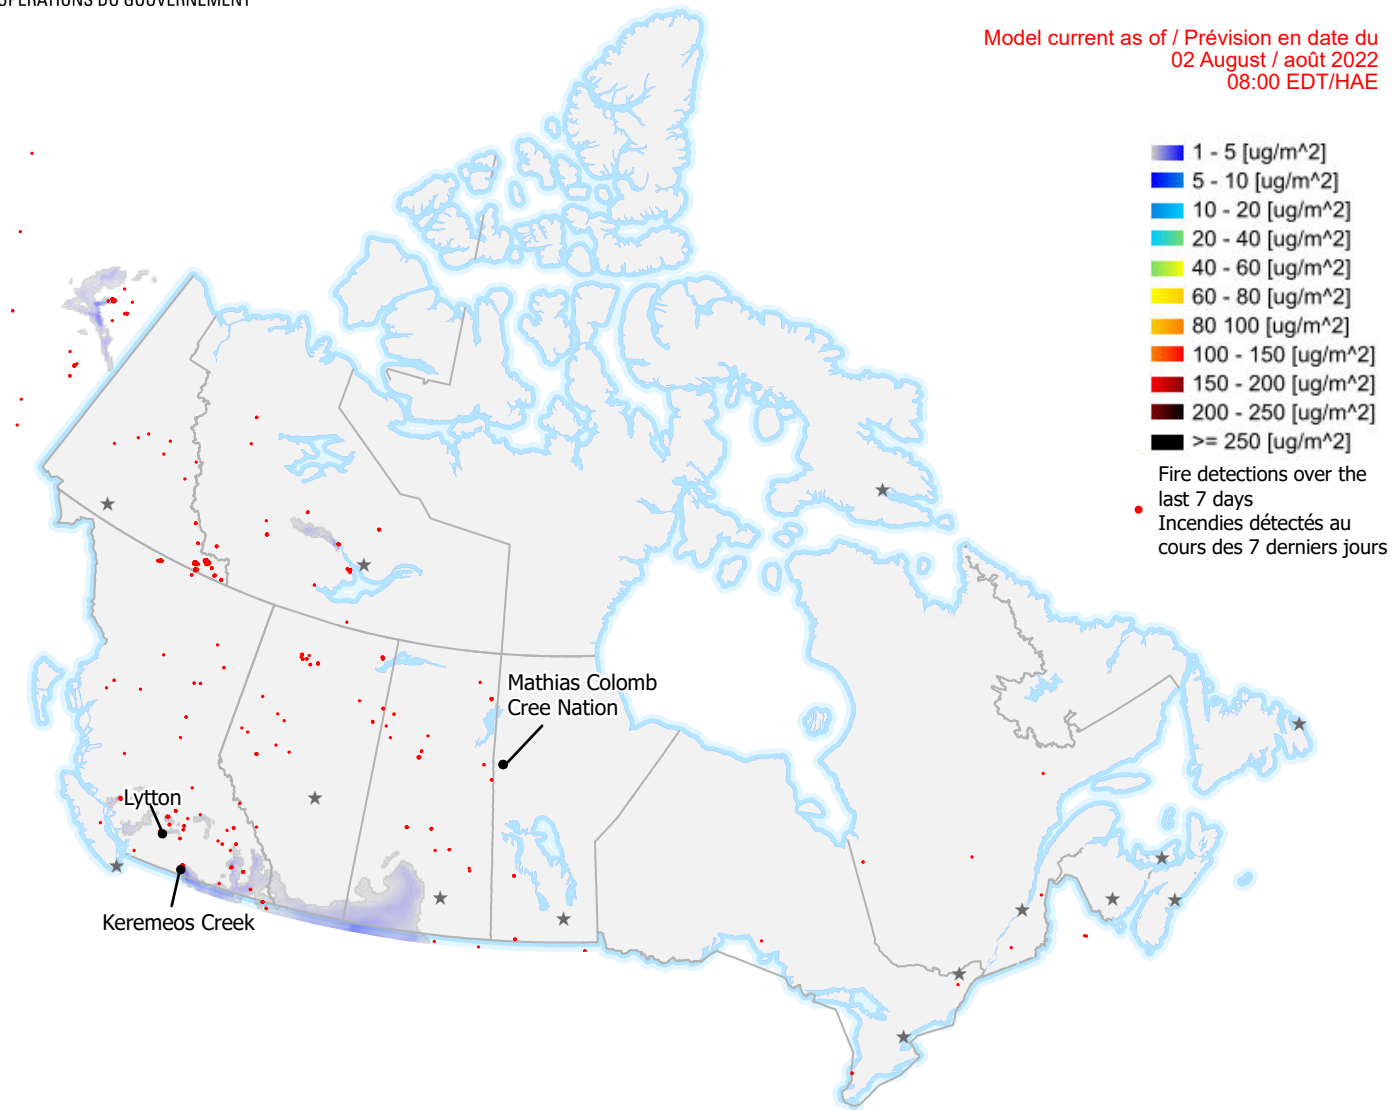 OPÉRATIONS DU GOUVERNEMENT
Model current as of / Prévision en date du
02 August / août 2022
08:00 EDT/HAE
1 - 5 [ug/m^2]
5 - 10 [ug/m^2]
10 - 20 [ug/m^2]
20 - 40 [ug/m^2]
40 - 60 [ug/m^2]
60 - 80 [ug/m^2]
80 100 [ug/m^2]
100 - 150 [ug/m^2]
150 - 200 [ug/m^2]
200 - 250 [ug/m^2]
>= 250 [ug/m^2]
Fire detections over the
last 7 days
Incendies détectés au
cours des 7 derniers jours
Mathias Colomb
Cree Nation
Lytton
Keremeos Creek